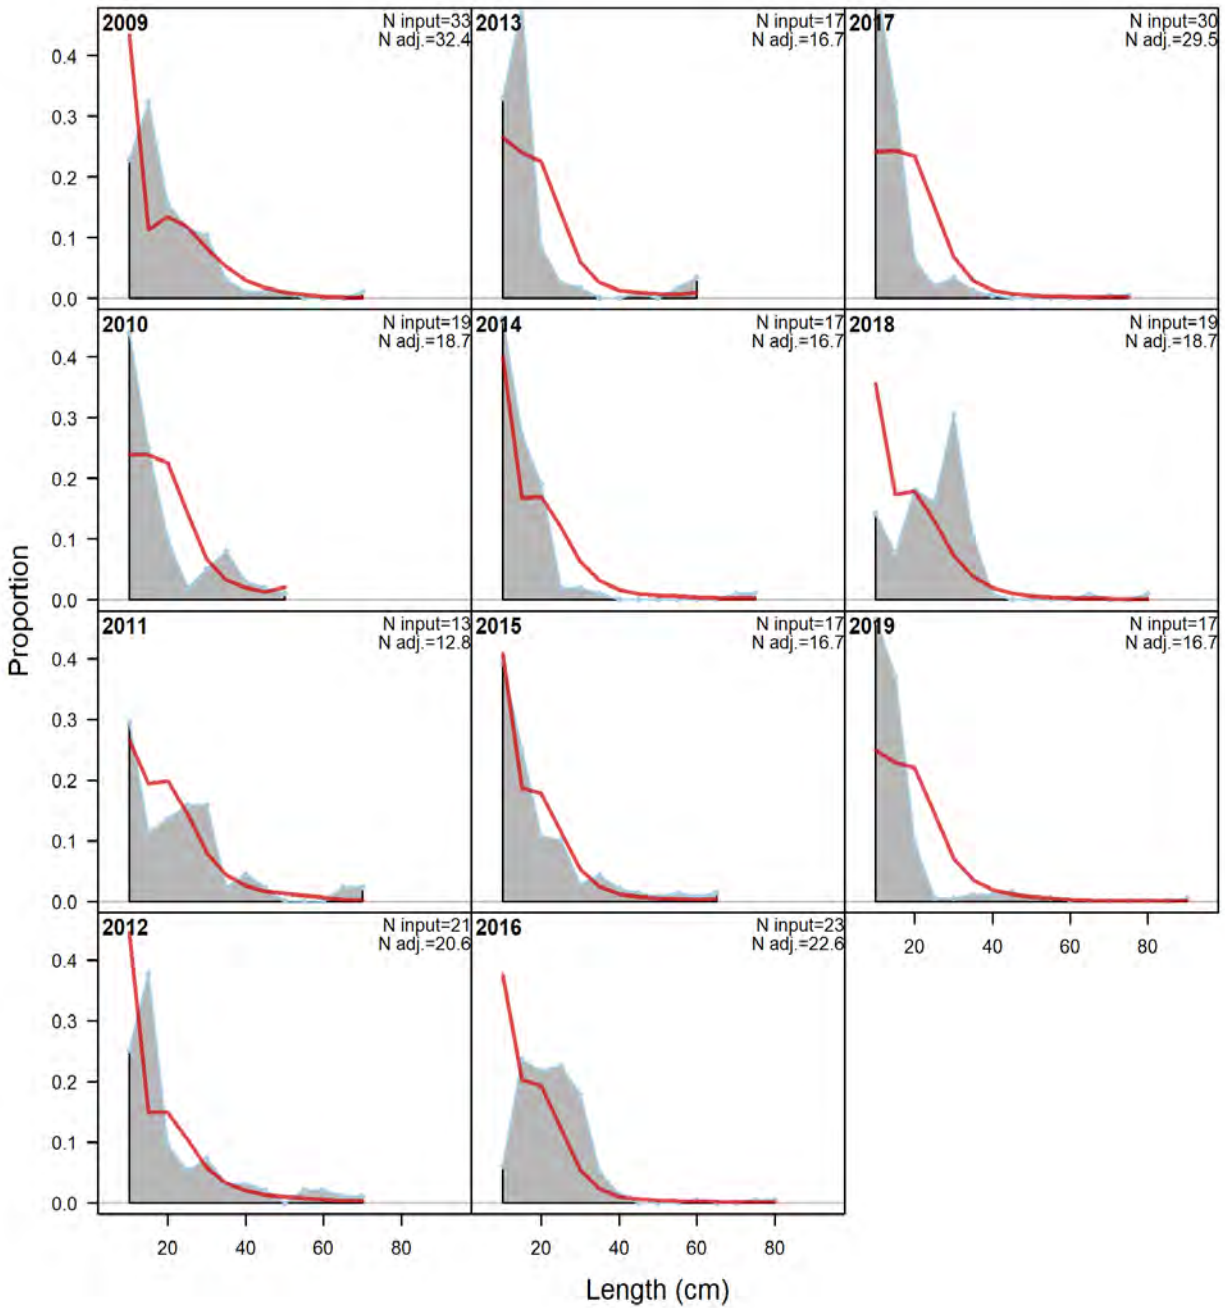 2009
N input=33
N adj.=32.4
2013
N input=17
N adj.=16.7
2017
N input=30
N adj.=29.5
0.4
0.3
0.2
0.1
0.0
2010
N input=19
N adj.=18.7
2014
N input=17
N adj.=16.7
2018
N input=19
N adj.=18.7
0.4
0.3
0.2
0.1
0.0
Proportion
2011
N input=13
N adj.=12.8
2015
N input=17
N adj.=16.7
2019
N input=17
N adj.=16.7
0.4
0.3
0.2
0.1
0.0
20 40 60 80
2012
N input=21
N adj.=20.6
2016
N input=23
N adj.=22.6
0.4
0.3
0.2
0.1
0.0
20 40 60 80
20 40 60 80
Length (cm)